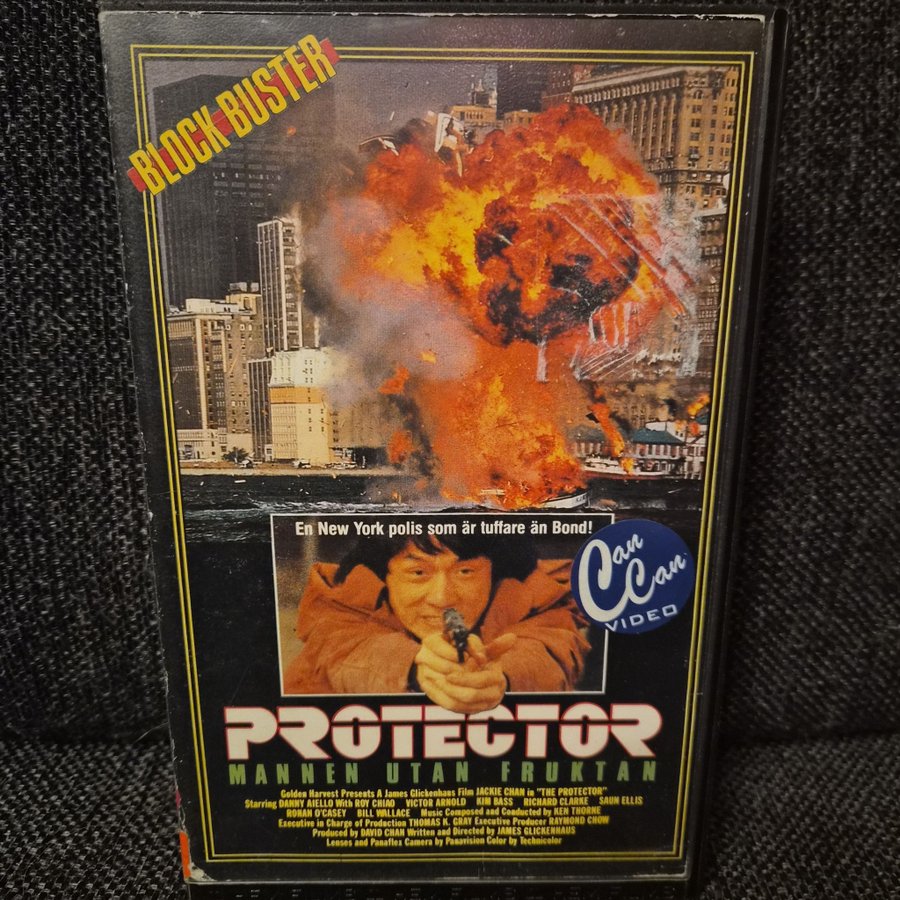 BLOCK BUSTER
En New York polis som är tuffare än Bond!
Can
Can
VIDEO
PROTECTOR
MANNEN UTAN FRUKTAN
Golden Harvest Presents A James Glickenhaus Film JACKIE CHAN in "THE PROTECTOR"
Starring DANNY AIELLO With ROY CHIAO VICTOR ARNOLD KIM BASS RICHARD CLARKE SAUN ELLIS
RONAN O'CASEY BILL WALLACE Music Composed and Conducted by KEN THORNE
Executive in Charge of Production THOMAS K. GRAY Executive Producer RAYMOND CHOW
Produced by DAVID CHAN Written and Directed by JAMES GLICKENHAUS
Lenses and Panaflex Camera by Panavision Color by Technicolor